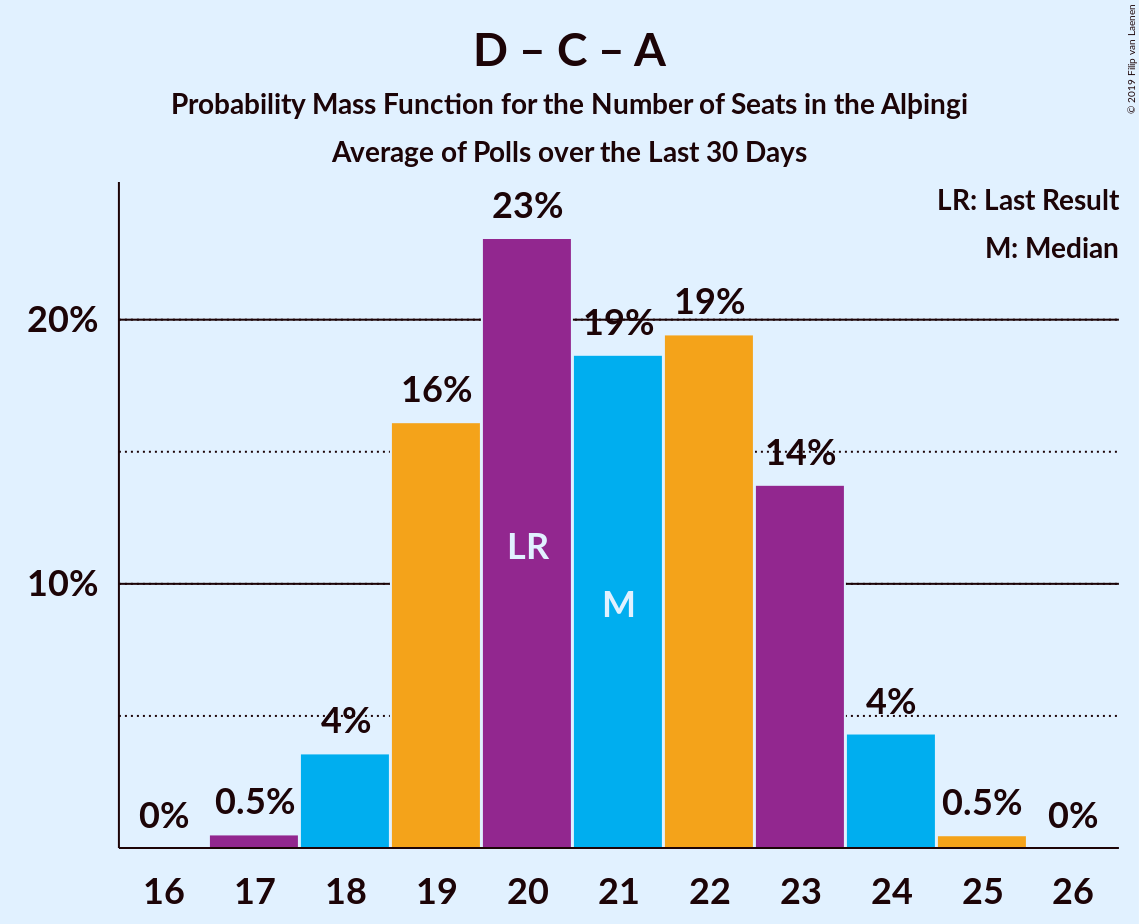 D – C – A
Probability Mass Function for the Number of Seats in the Alþingi
Average of Polls over the Last 30 Days
© 2019 Filip van Laenen
LR: Last Result
M: Median
23%
20%
19%
19%
16%
14%
LR
10%
M
4%
4%
0%
0.5%
0.5%
0%
16 17 18 19 20 21 22 23 24 25 26